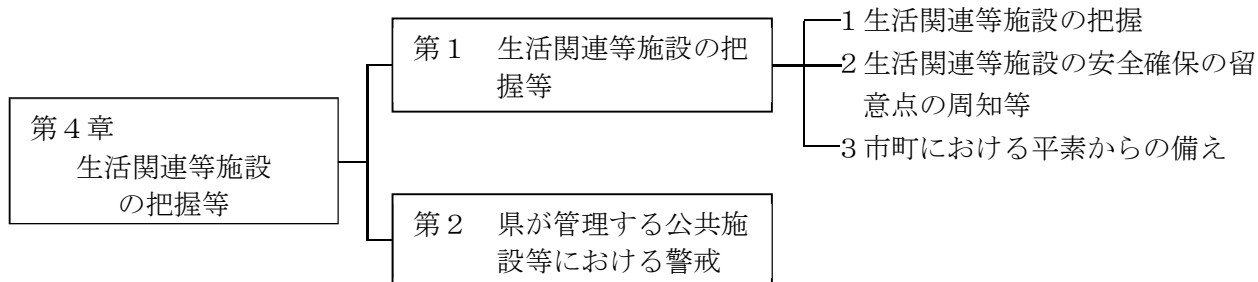 第４章
生活関連等施設
の把握等
第１　生活関連等施設の把
握等
１生活関連等施設の把握
２生活関連等施設の安全確保の留
意点の周知等
３市町における平素からの備え
第２　県が管理する公共施
設等における警戒